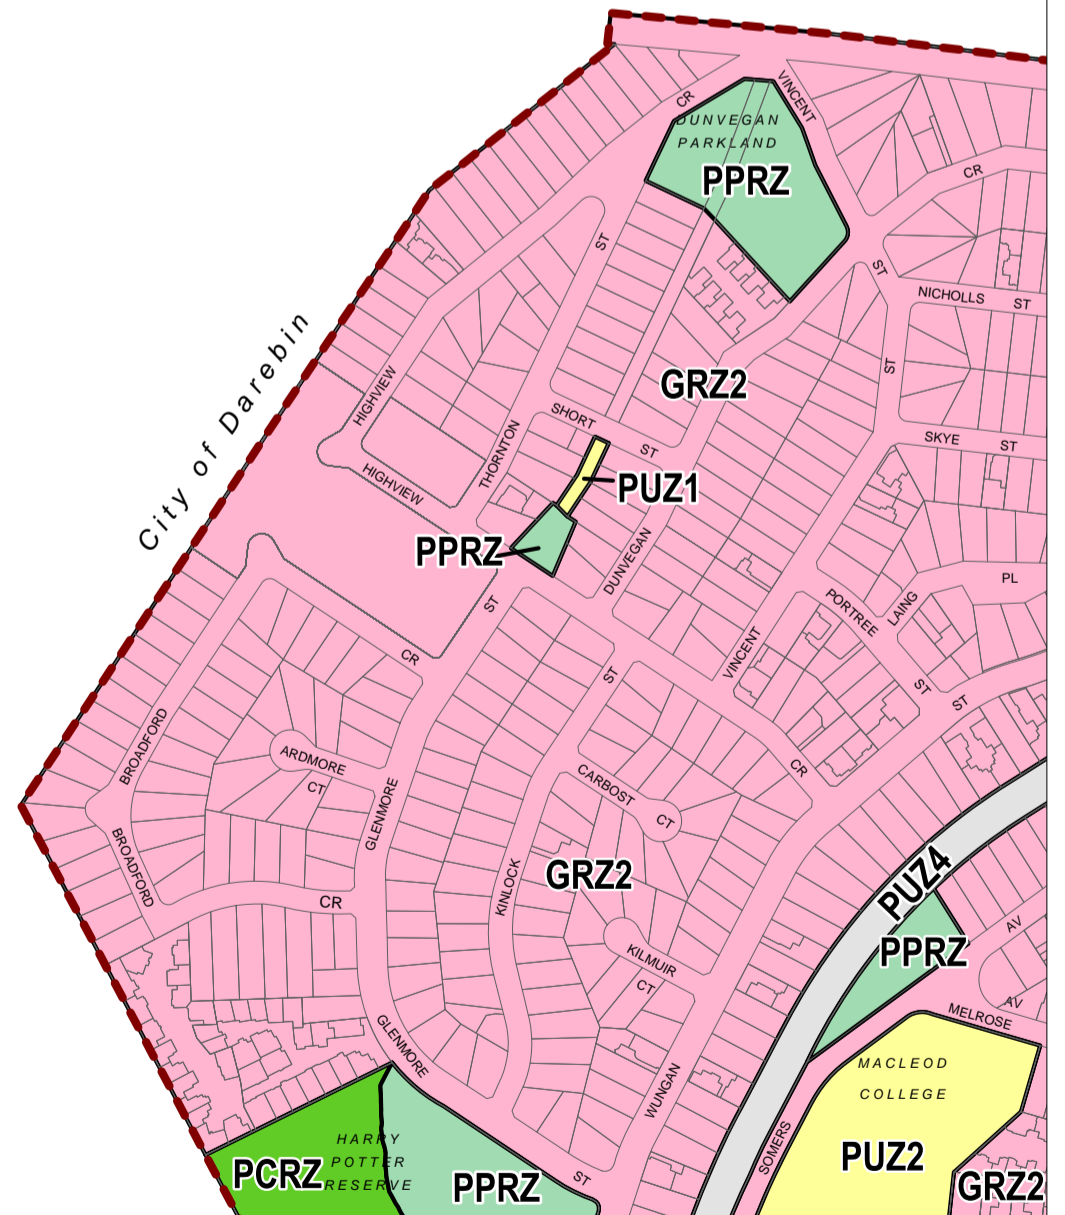 VINCENT
CR
DUNVEGAN
PARKLAND
PPRZ
CR
ST
ST
NICHOLLS ST
City of Darebin
HIGHVIEW
ST
GRZ2
SHORT
ST
THORNTON
SKYE ST
HIGHVIEW
PUZ1
PPRZ
DUNVEGAN
PL
LAING
PORTREE
ST
CR
VINCENT
ST
ST
ST
BROADFORD
ARDMORE
CT
CR
CARBOST
CT
GLENMORE
BROADFORD
GRZ2
KINLOCK
PUZ4
CR
PPRZ
AV
KILMUIR
CT
AV
MELROSE
GLENMORE
MACLEOD
COLLEGE
WUNGAN
SOMERS
HARRY
POTTER
RESERVE
PCRZ
PPRZ
ST
PUZ2
GRZ2